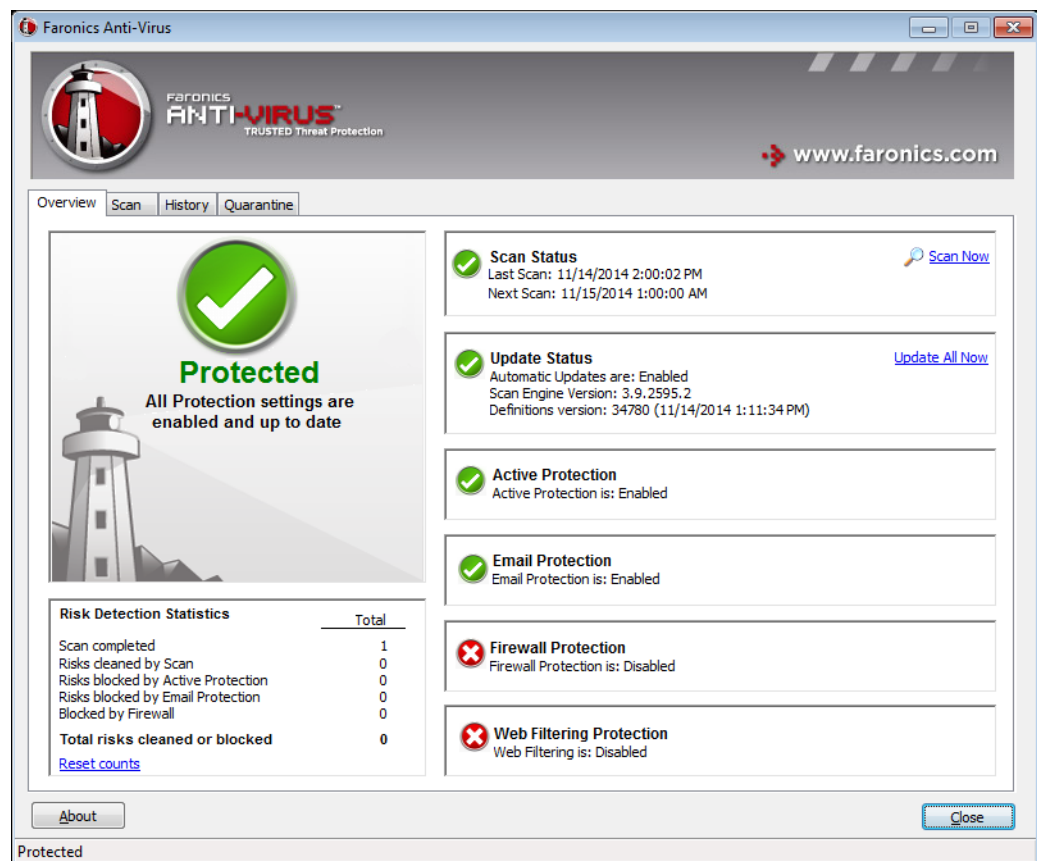 Faronics Anti-Virus
Faronics
ANTI-VIRUS™
TRUSTED Threat Protection
www.faronics.com
Overview Scan History Quarantine
Protected
All Protection settings are
enabled and up to date
Risk Detection Statistics Total
Scan completed 1
Risks cleaned by Scan 0
Risks blocked by Active Protection 0
Risks blocked by Email Protection 0
Blocked by Firewall 0
Total risks cleaned or blocked 0
Reset counts
Scan Status Scan Now
Last Scan: 11/14/2014 2:00:02 PM
Next Scan: 11/15/2014 1:00:00 AM
Update Status Update All Now
Automatic Updates are: Enabled
Scan Engine Version: 3.9.2595.2
Definitions version: 34780 (11/14/2014 1:11:34 PM)
Active Protection
Active Protection is: Enabled
Email Protection
Email Protection is: Enabled
Firewall Protection
Firewall Protection is: Disabled
Web Filtering Protection
Web Filtering is: Disabled
About Close
Protected